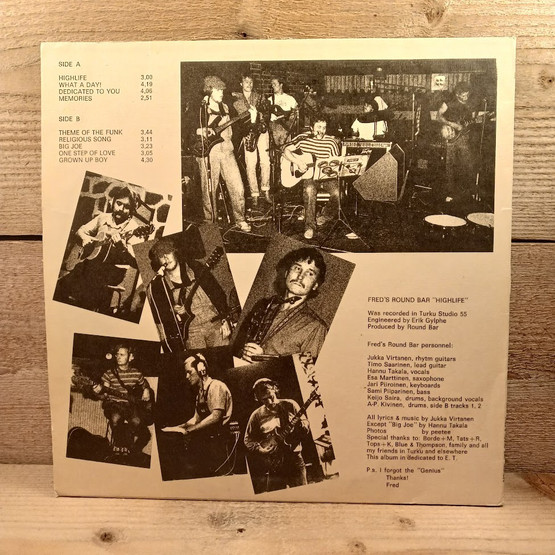 SIDE A
HIGHLIFE 3,00
WHAT A DAY! 4,19
DEDICATED TO YOU 4,06
MEMORIES 2,51
SIDE B
THEME OF THE FUNK 3,44
RELIGIOUS SONG 3,11
BIG JOE 3,23
ONE STEP OF LOVE 3,05
GROWN UP BOY 4,30
FRED'S ROUND BAR "HIGHLIFE"
Was recorded in Turku Studio 55
Engineered by Erik Gylphe
Produced by Round Bar
Fred's Round Bar personnel:
Jukka Virtanen, rhytm guitars
Timo Saarinen, lead guitar
Hannu Takala, vocals
Esa Marttinen, saxophone
Jari Piiroinen, keyboards
Sami Piiparinen, bass
Keijo Saira, drums, background vocals
A-P. Kivinen, drums, side B tracks 1, 2
All lyrics & music by Jukka Virtanen
Except "Big Joe" by Hannu Takala
Photos by peetee
Special thanks to: Borde+M, Tats+R,
Tops+K, Blue & Thompson, family and all
my friends in Turku and elsewhere
This album in Dedicated to E. T.
P.s. I forgot the "Genius"
Thanks!
Fred